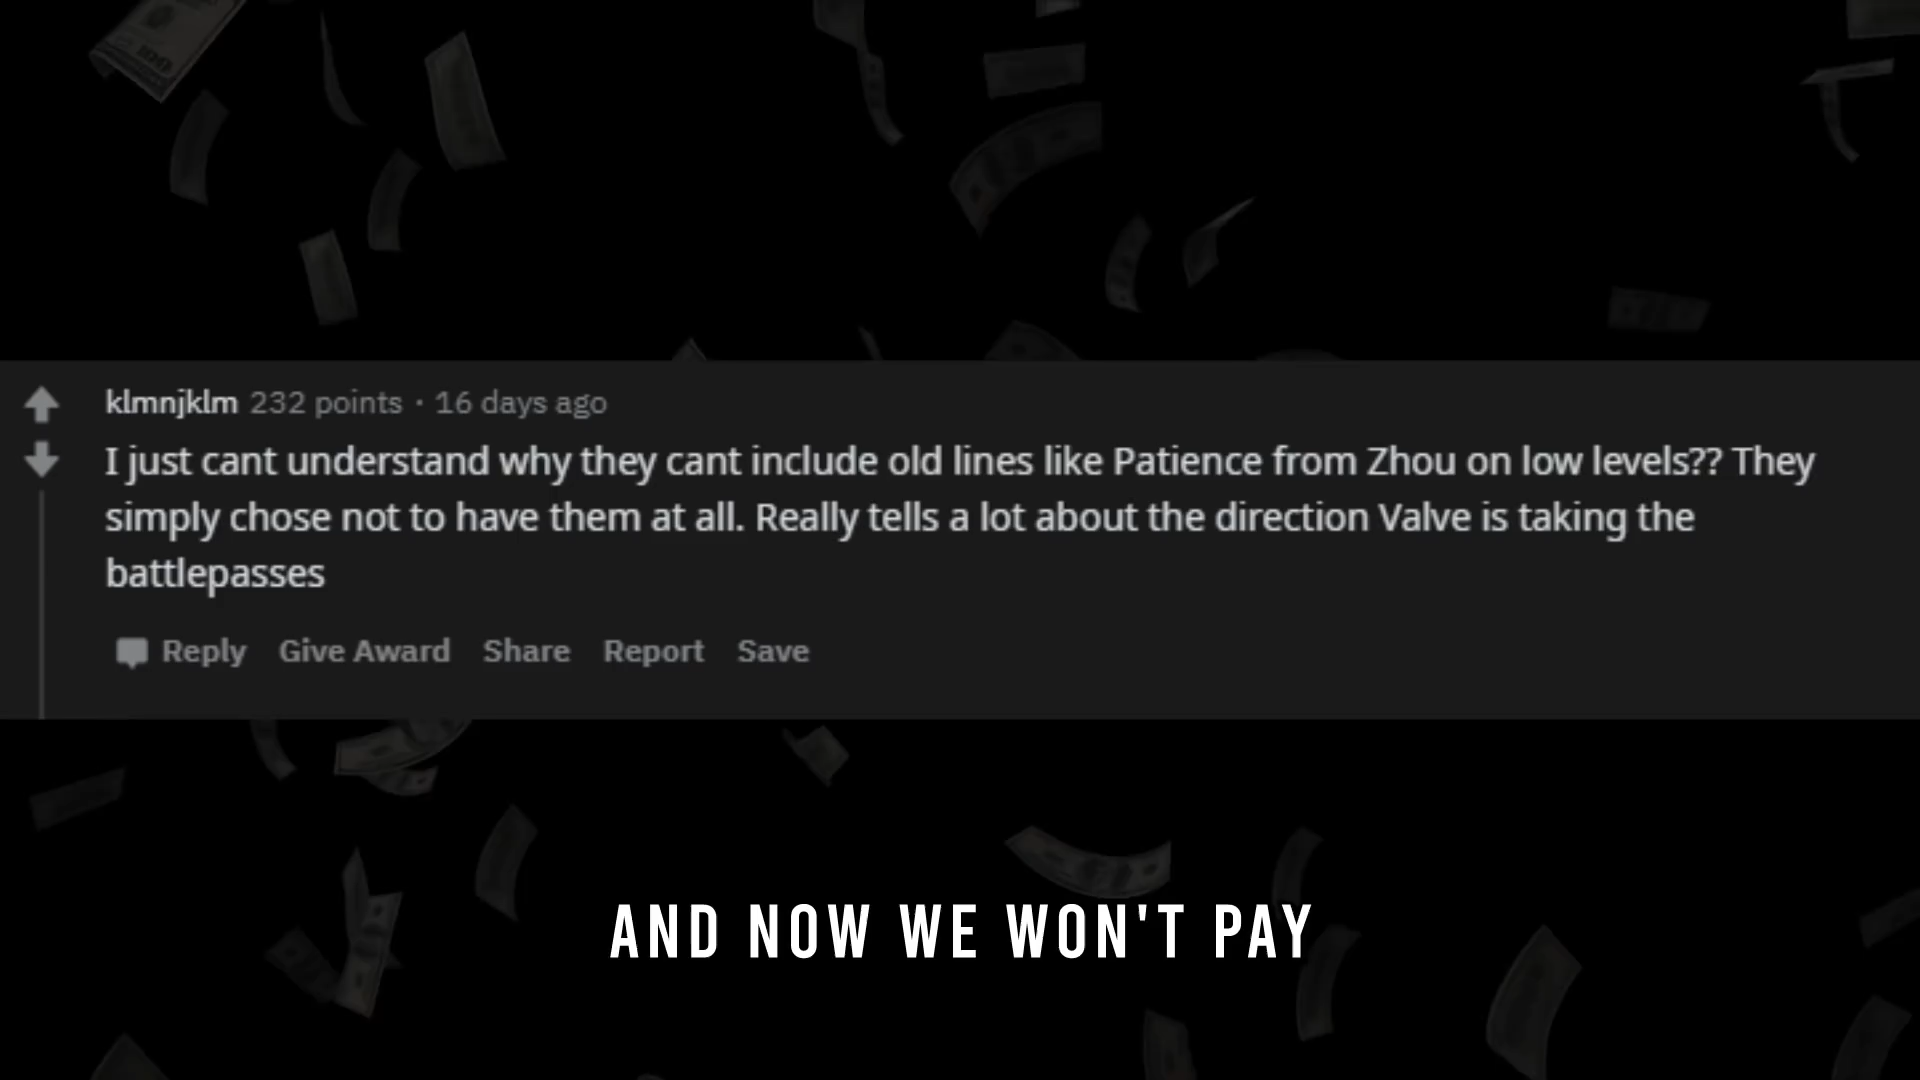 klmnjklm 232 points · 16 days ago
I just cant understand why they cant include old lines like Patience from Zhou on low levels?? They
simply chose not to have them at all. Really tells a lot about the direction Valve is taking the
battlepasses
Reply Give Award Share Report Save
AND NOW WE WON'T PAY